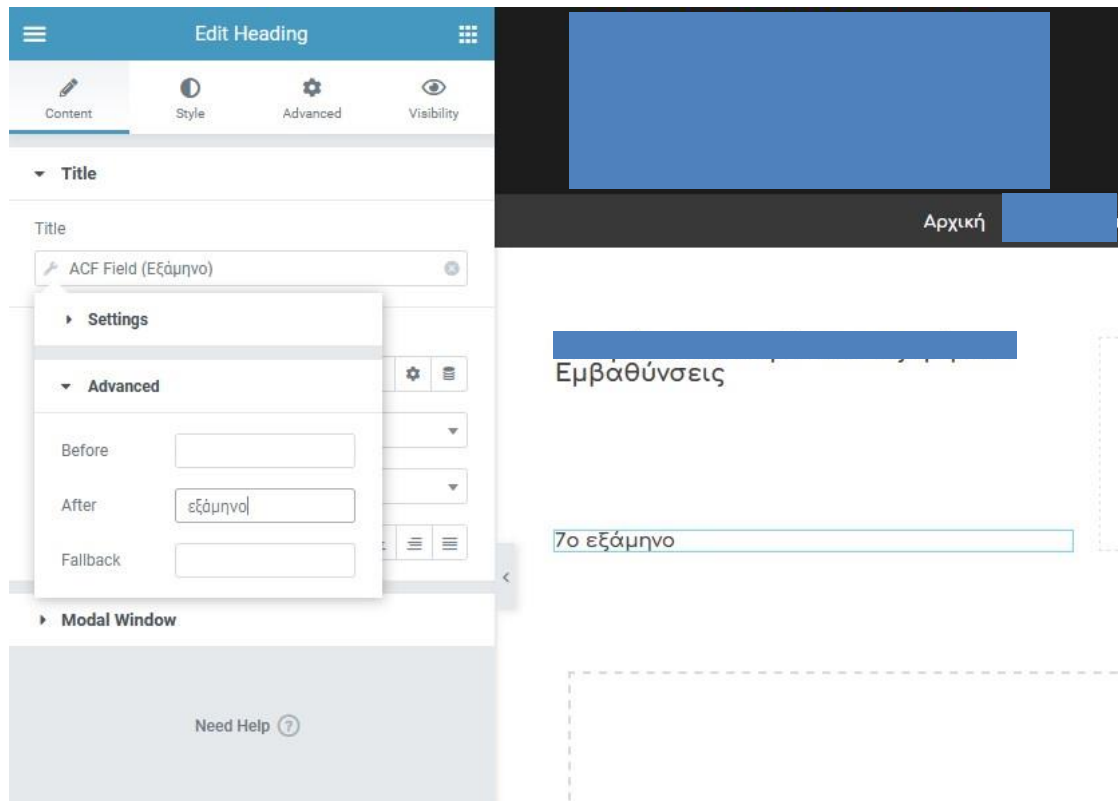 Edit Heading
Content
Style
Advanced
Visibility
Title
Title
ACF Field (Εξάμηνο)
Settings
Advanced
Before
After
εξάμηνο
Fallback
Modal Window
Need Help ?
Αρχική
Εμβαθύνσεις
7ο εξάμηνο